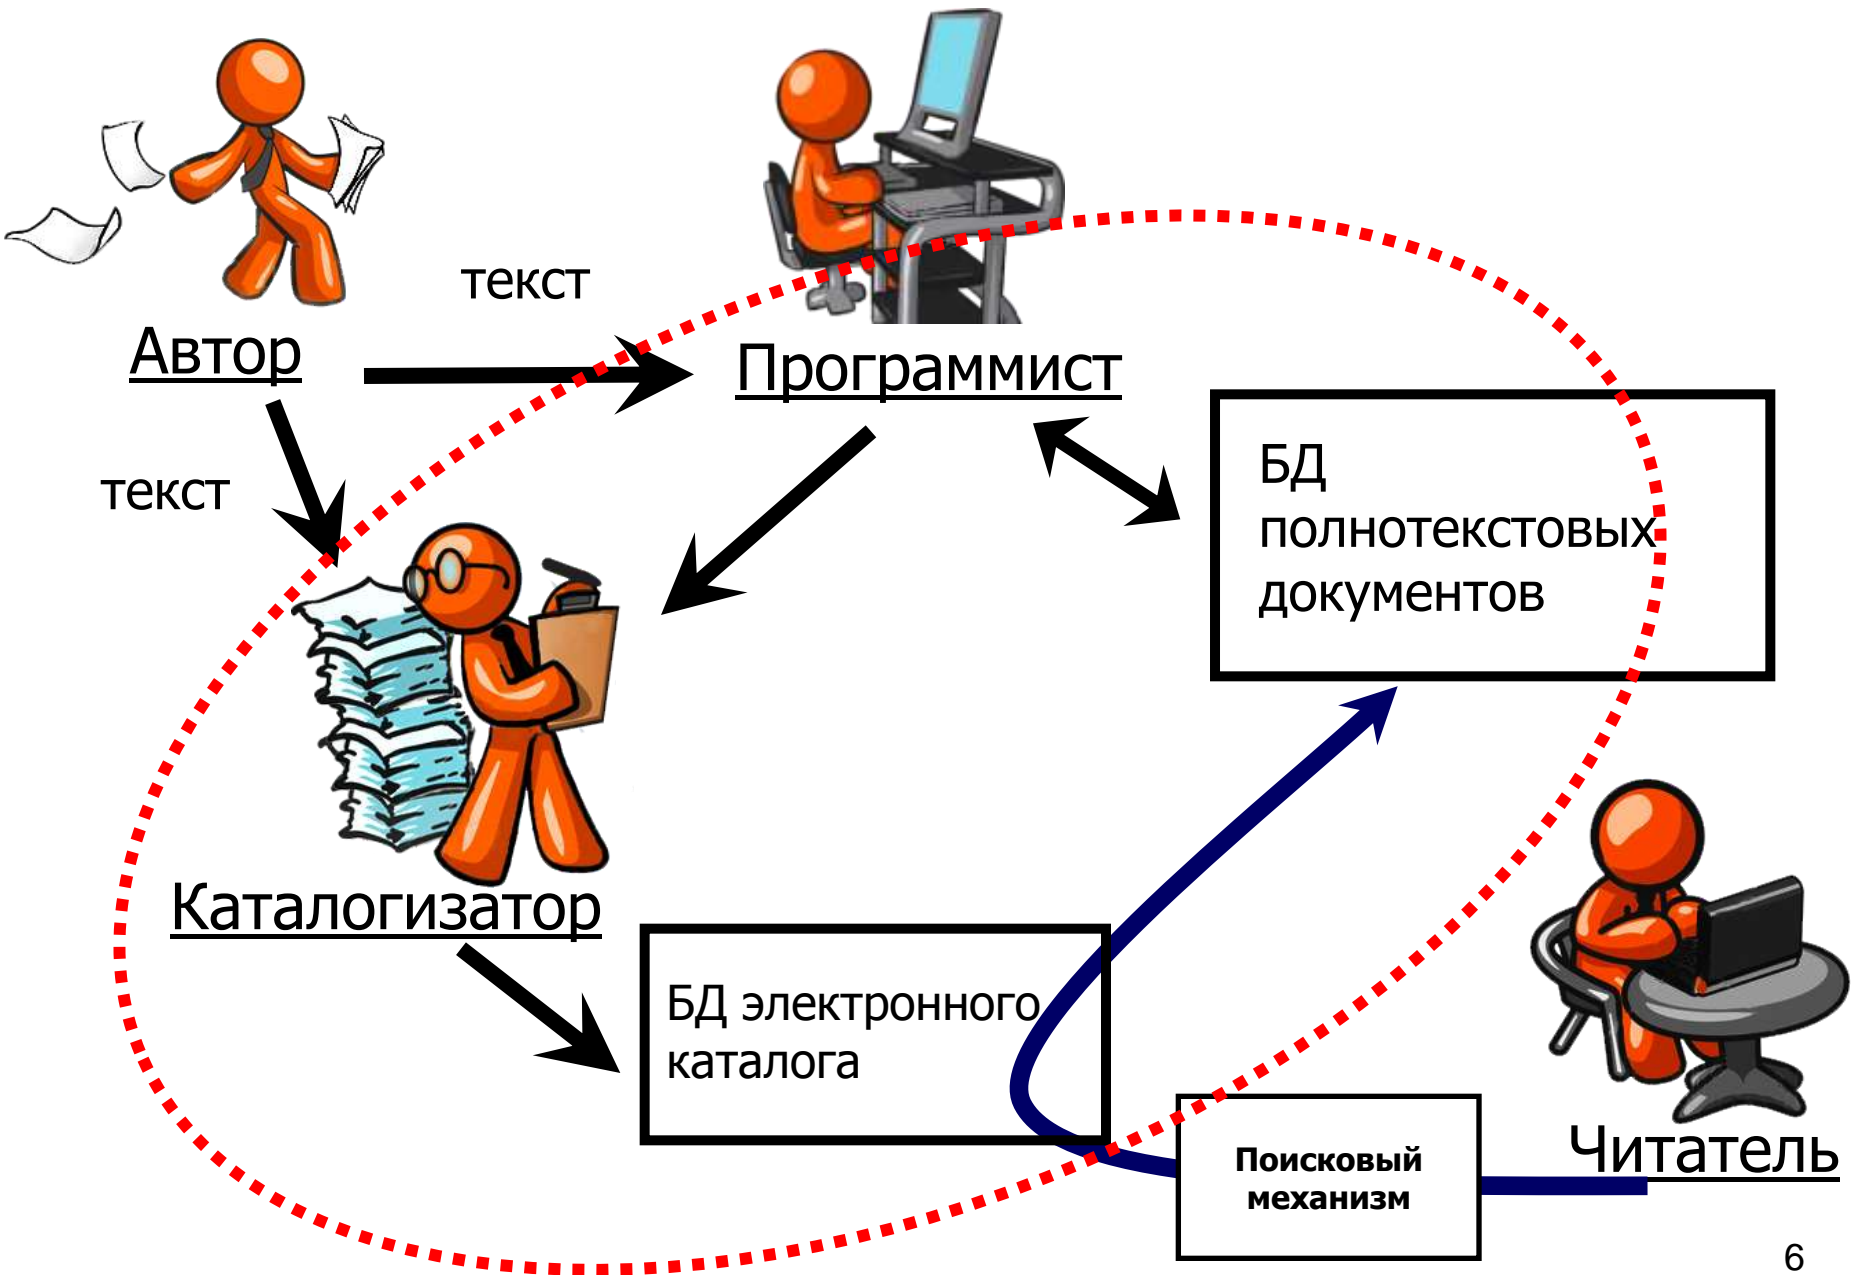 текст
Автор
Программист
текст
БД
полнотекстовых
документов
Каталогизатор
БД электронного
каталога
Поисковый
механизм
Читатель
6